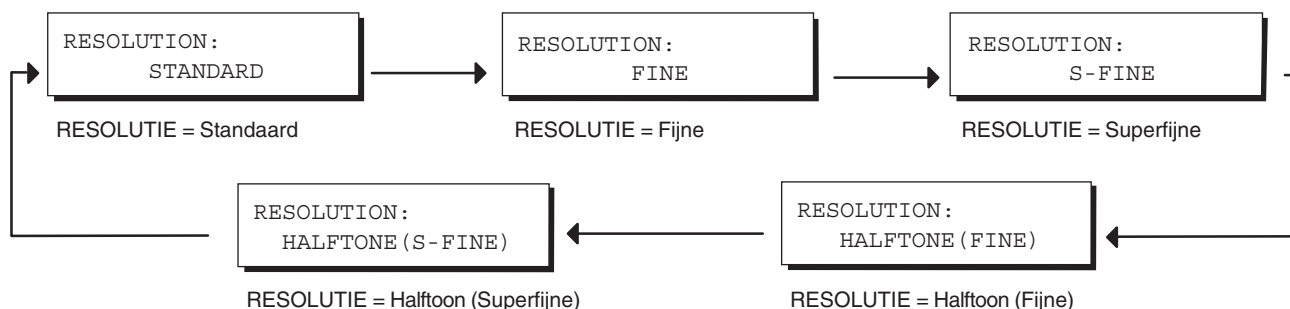 RESOLUTION:
STANDARD
RESOLUTIE = Standaard
RESOLUTION:
FINE
RESOLUTIE = Fijne
RESOLUTION:
S-FINE
RESOLUTIE = Superfijne
RESOLUTION:
HALFTONE(S-FINE)
RESOLUTIE = Halftoon (Superfijne)
RESOLUTION:
HALFTONE(FINE)
RESOLUTIE = Halftoon (Fijne)